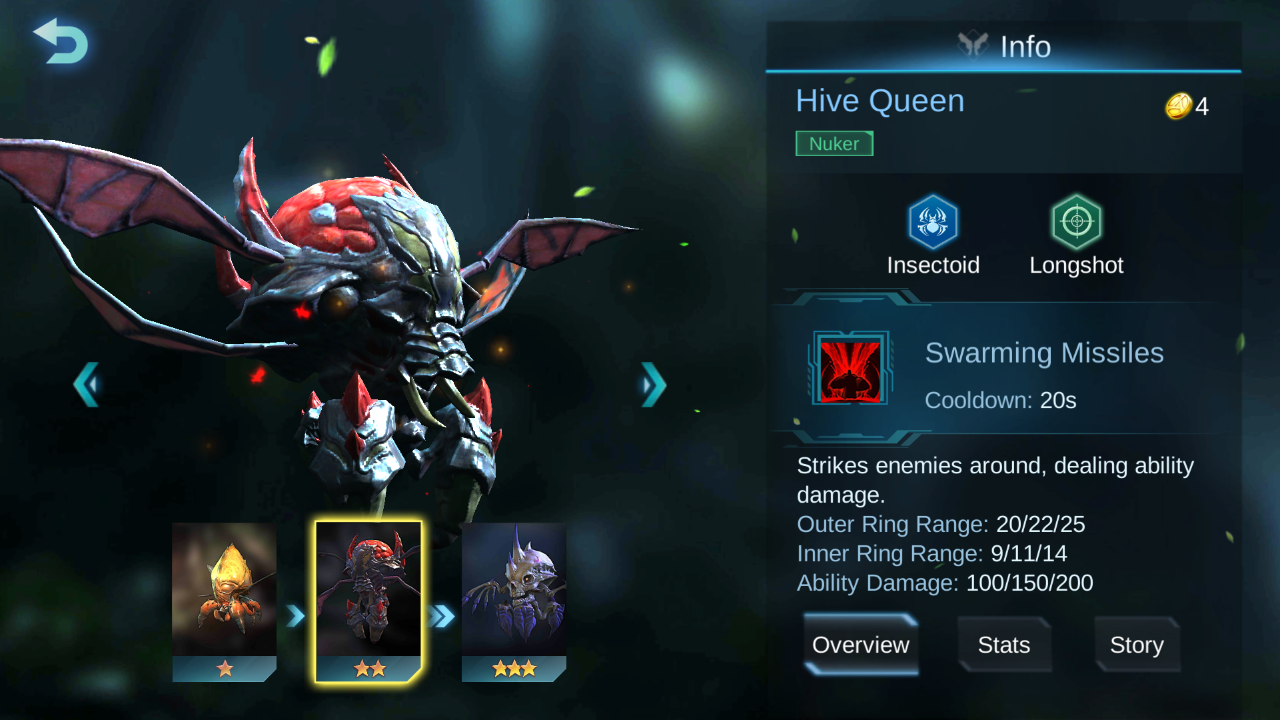 Info
Hive Queen
4
Nuker
Insectoid
Longshot
Swarming Missiles
Cooldown: 20s
Strikes enemies around, dealing ability
damage.
Outer Ring Range: 20/22/25
Inner Ring Range: 9/11/14
Ability Damage: 100/150/200
Overview
Stats
Story